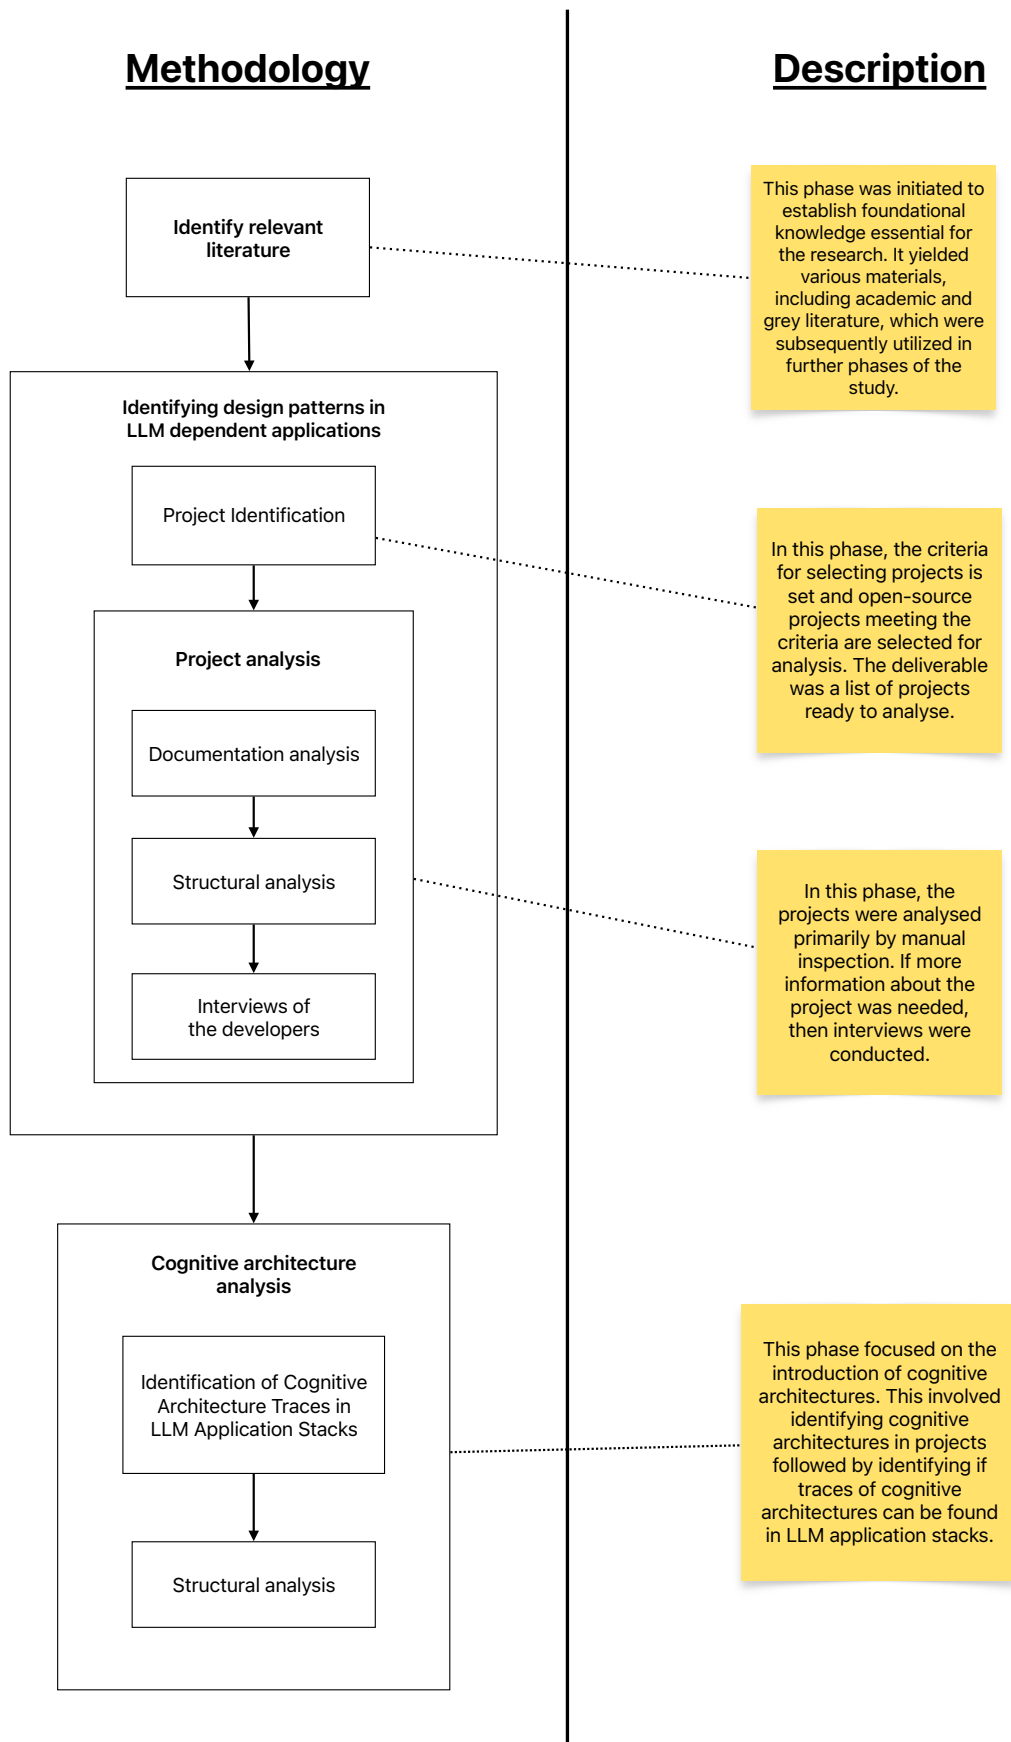 Methodology
Description
Identify relevant
literature
This phase was initiated to
establish foundational
knowledge essential for
the research. It yielded
various materials,
including academic and
grey literature, which were
subsequently utilized in
further phases of the
study.
Identifying design patterns in
LLM dependent applications
Project Identification
In this phase, the criteria
for selecting projects is
set and open-source
projects meeting the
criteria are selected for
analysis. The deliverable
was a list of projects
ready to analyse.
Project analysis
Documentation analysis
Structural analysis
Interviews of
the developers
In this phase, the
projects were analysed
primarily by manual
inspection. If more
information about the
project was needed,
then interviews were
conducted.
Cognitive architecture
analysis
Identification of Cognitive
Architecture Traces in
LLM Application Stacks
Structural analysis
This phase focused on the
introduction of cognitive
architectures. This involved
identifying cognitive
architectures in projects
followed by identifying if
traces of cognitive
architectures can be found
in LLM application stacks.